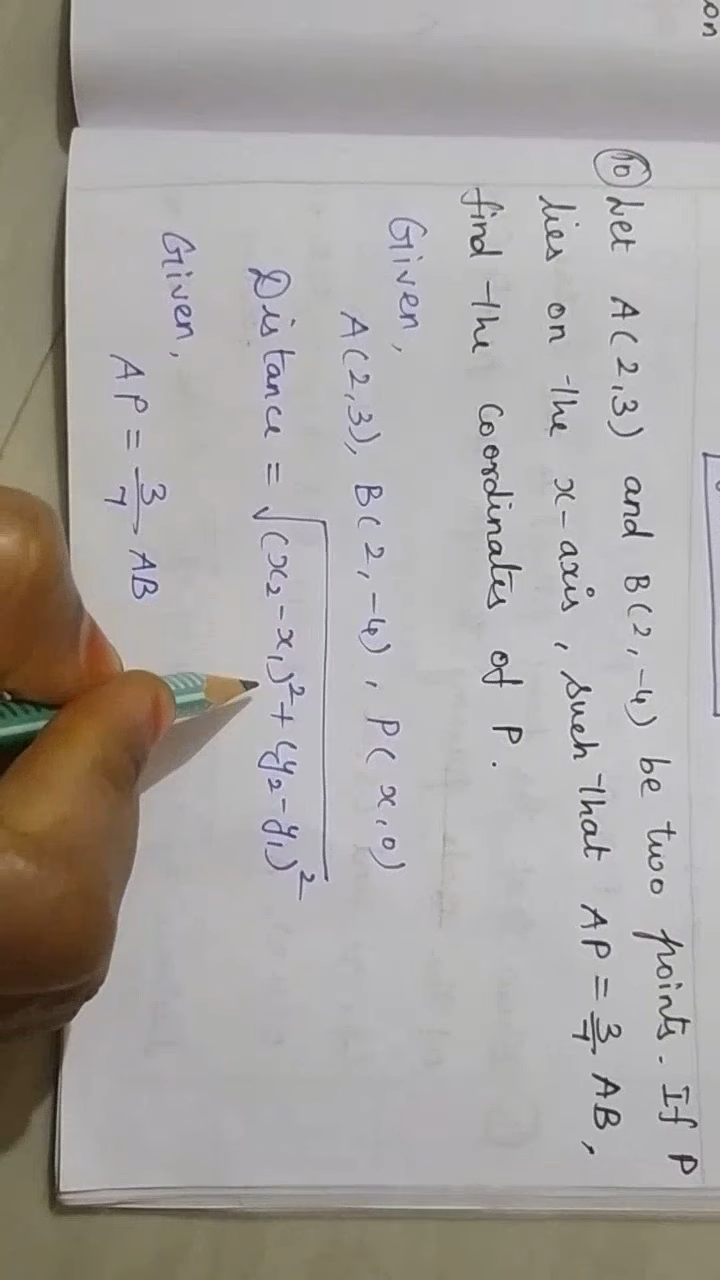 on
10 Let A(2,3) and B(2,-4) be two points. If P
lies on the x-axis, such that AP = 3/7 AB,
find the coordinates of P.
Given,
A(2,3), B(2,-4), P(x,0)
Distance = √(x₂-x₁)²+(y₂-y₁)²
Given,
AP = 3/7 AB